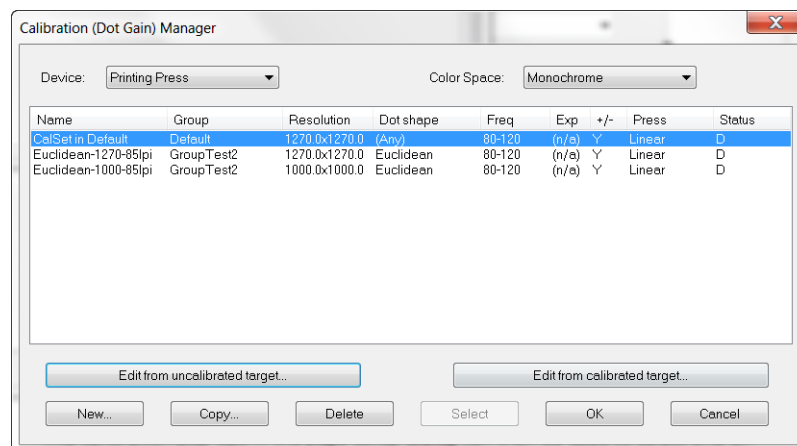 Calibration (Dot Gain) Manager
Device: Printing Press Color Space: Monochrome
Name Group Resolution Dot shape Freq Exp +/- Press Status
CalSet in Default Default 1270.0x1270.0 (Any) 80-120 (n/a) Y Linear D
Euclidean-1270-85lpi GroupTest2 1270.0x1270.0 Euclidean 80-120 (n/a) Y Linear D
Euclidean-1000-85lpi GroupTest2 1000.0x1000.0 Euclidean 80-120 (n/a) Y Linear D
Edit from uncalibrated target... Edit from calibrated target...
New... Copy... Delete Select OK Cancel